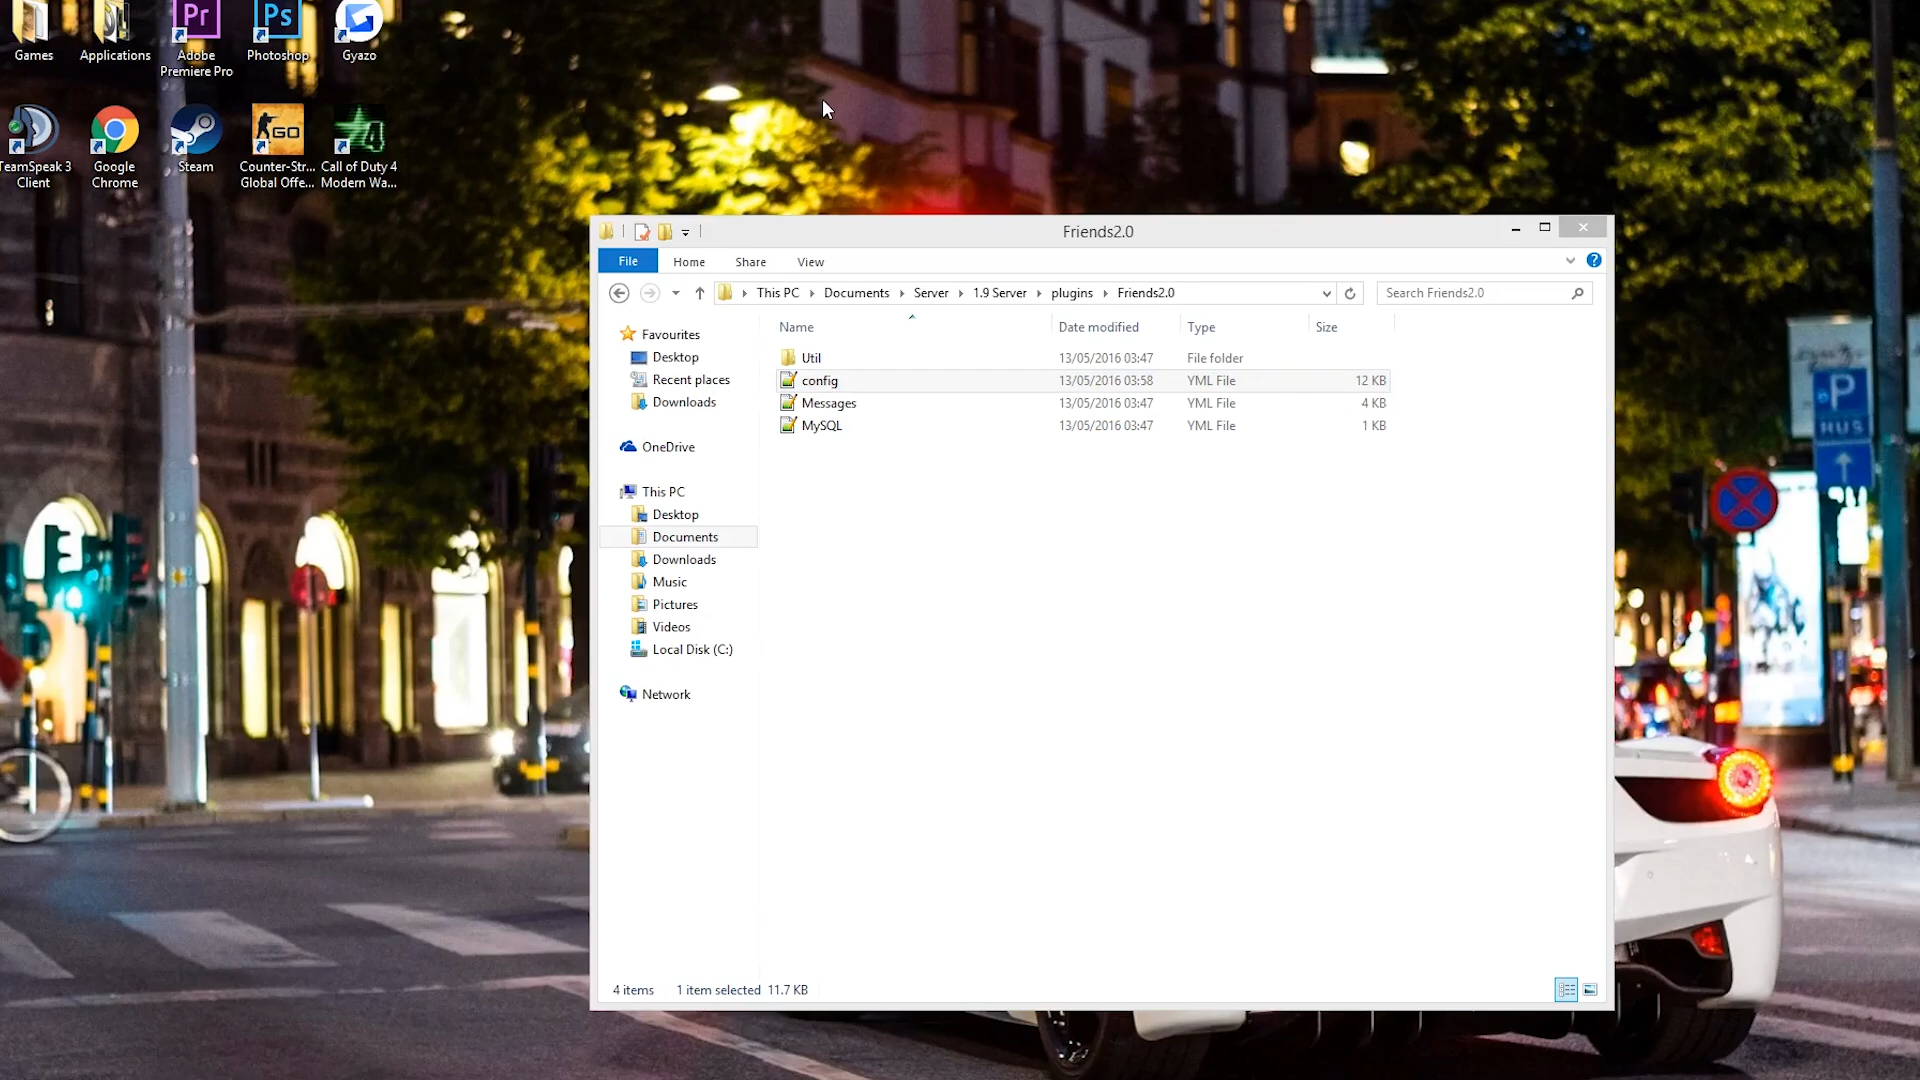 Games
Applications
Adobe
Premiere Pro
Photoshop
Gyazo
TeamSpeak 3
Client
Google
Chrome
Steam
Counter-Str...
Global Offe...
Call of Duty 4
Modern Wa...
Friends2.0
File
Home
Share
View
This PC
Documents
Server
1.9 Server
plugins
Friends2.0
Search Friends2.0
Name
Date modified
Type
Size
Util
13/05/2016 03:47
File folder
config
13/05/2016 03:58
YML File
12 KB
Messages
13/05/2016 03:47
YML File
4 KB
MySQL
13/05/2016 03:47
YML File
1 KB
Favourites
Desktop
Recent places
Downloads
OneDrive
This PC
Desktop
Documents
Downloads
Music
Pictures
Videos
Local Disk (C:)
Network
4 items
1 item selected
11.7 KB
P
HUS